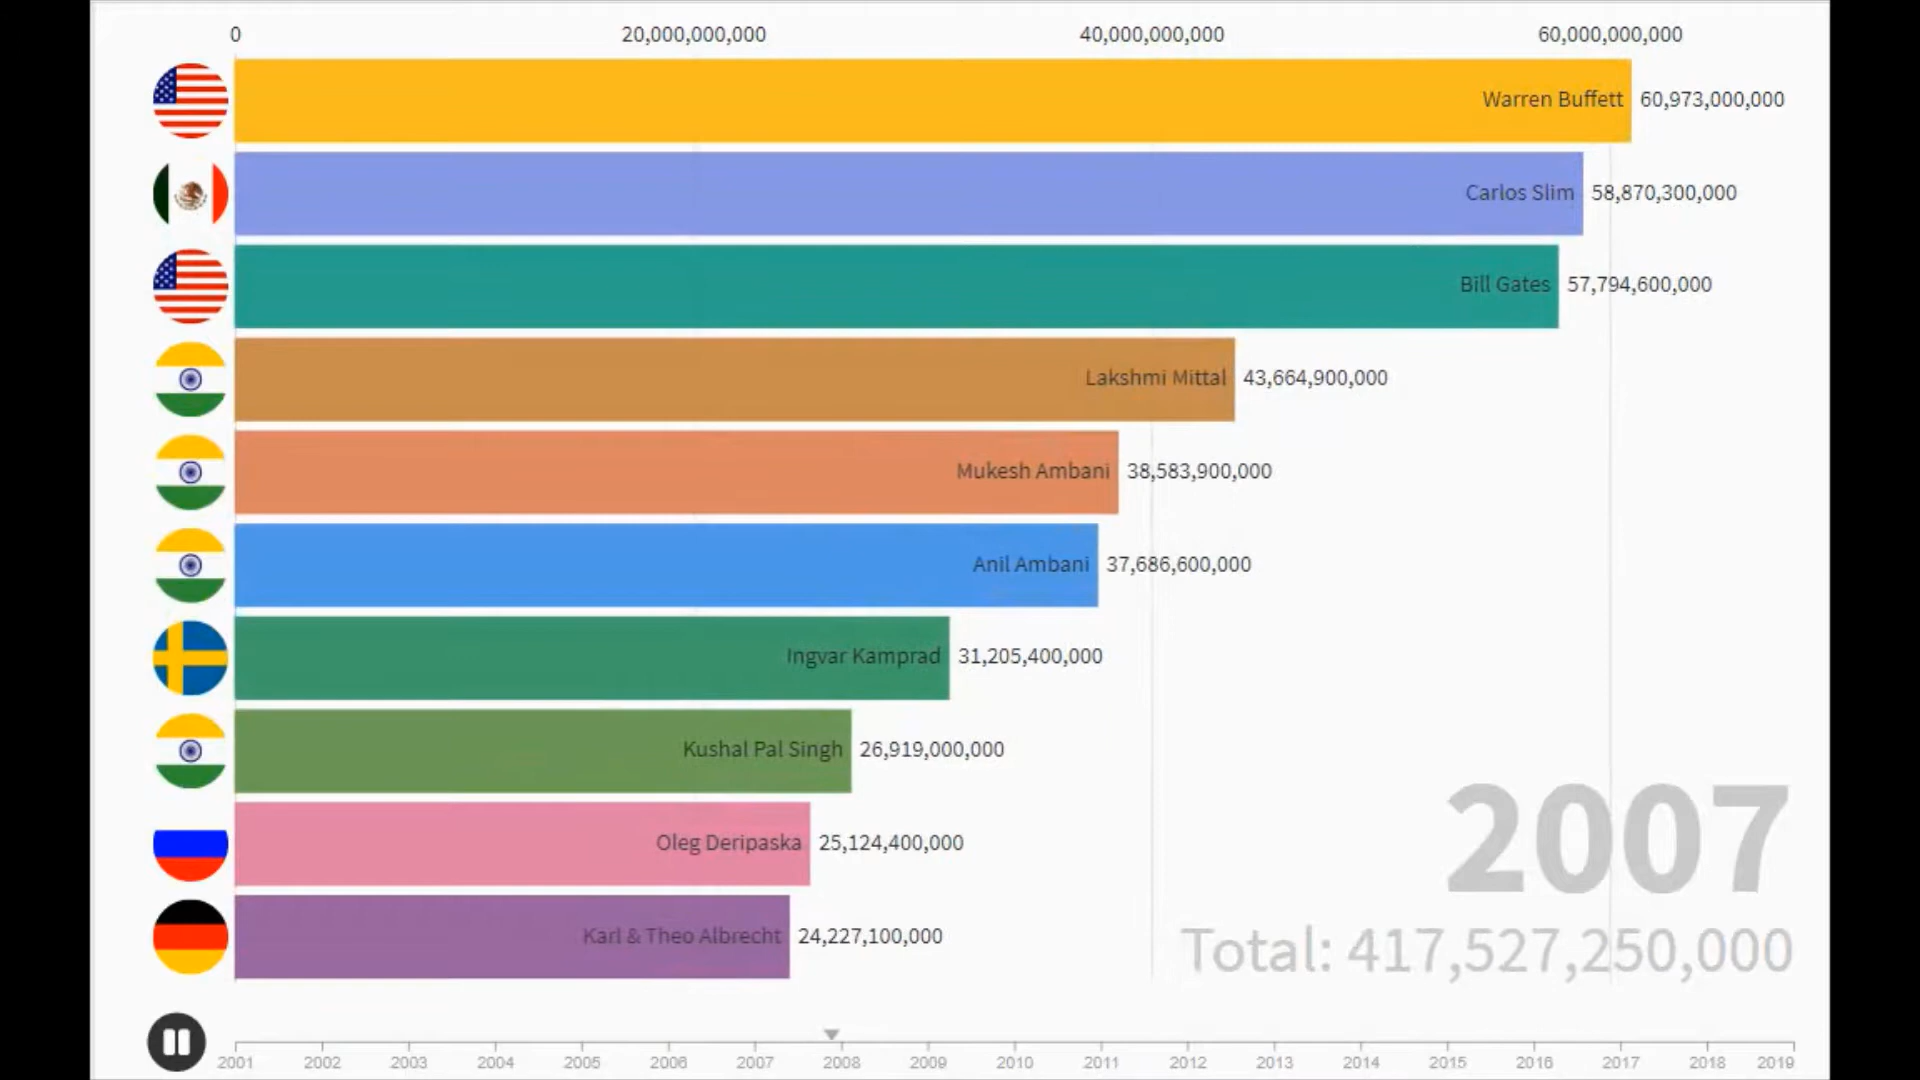 0 20,000,000,000 40,000,000,000 60,000,000,000
Warren Buffett 60,973,000,000
Carlos Slim 58,870,300,000
Bill Gates 57,794,600,000
Lakshmi Mittal 43,664,900,000
Mukesh Ambani 38,583,900,000
Anil Ambani 37,686,600,000
Ingvar Kamprad 31,205,400,000
Kushal Pal Singh 26,919,000,000
Oleg Deripaska 25,124,400,000
Karl & Theo Albrecht 24,227,100,000
2007
Total: 417,527,250,000
2001 2002 2003 2004 2005 2006 2007 2008 2009 2010 2011 2012 2013 2014 2015 2016 2017 2018 2019